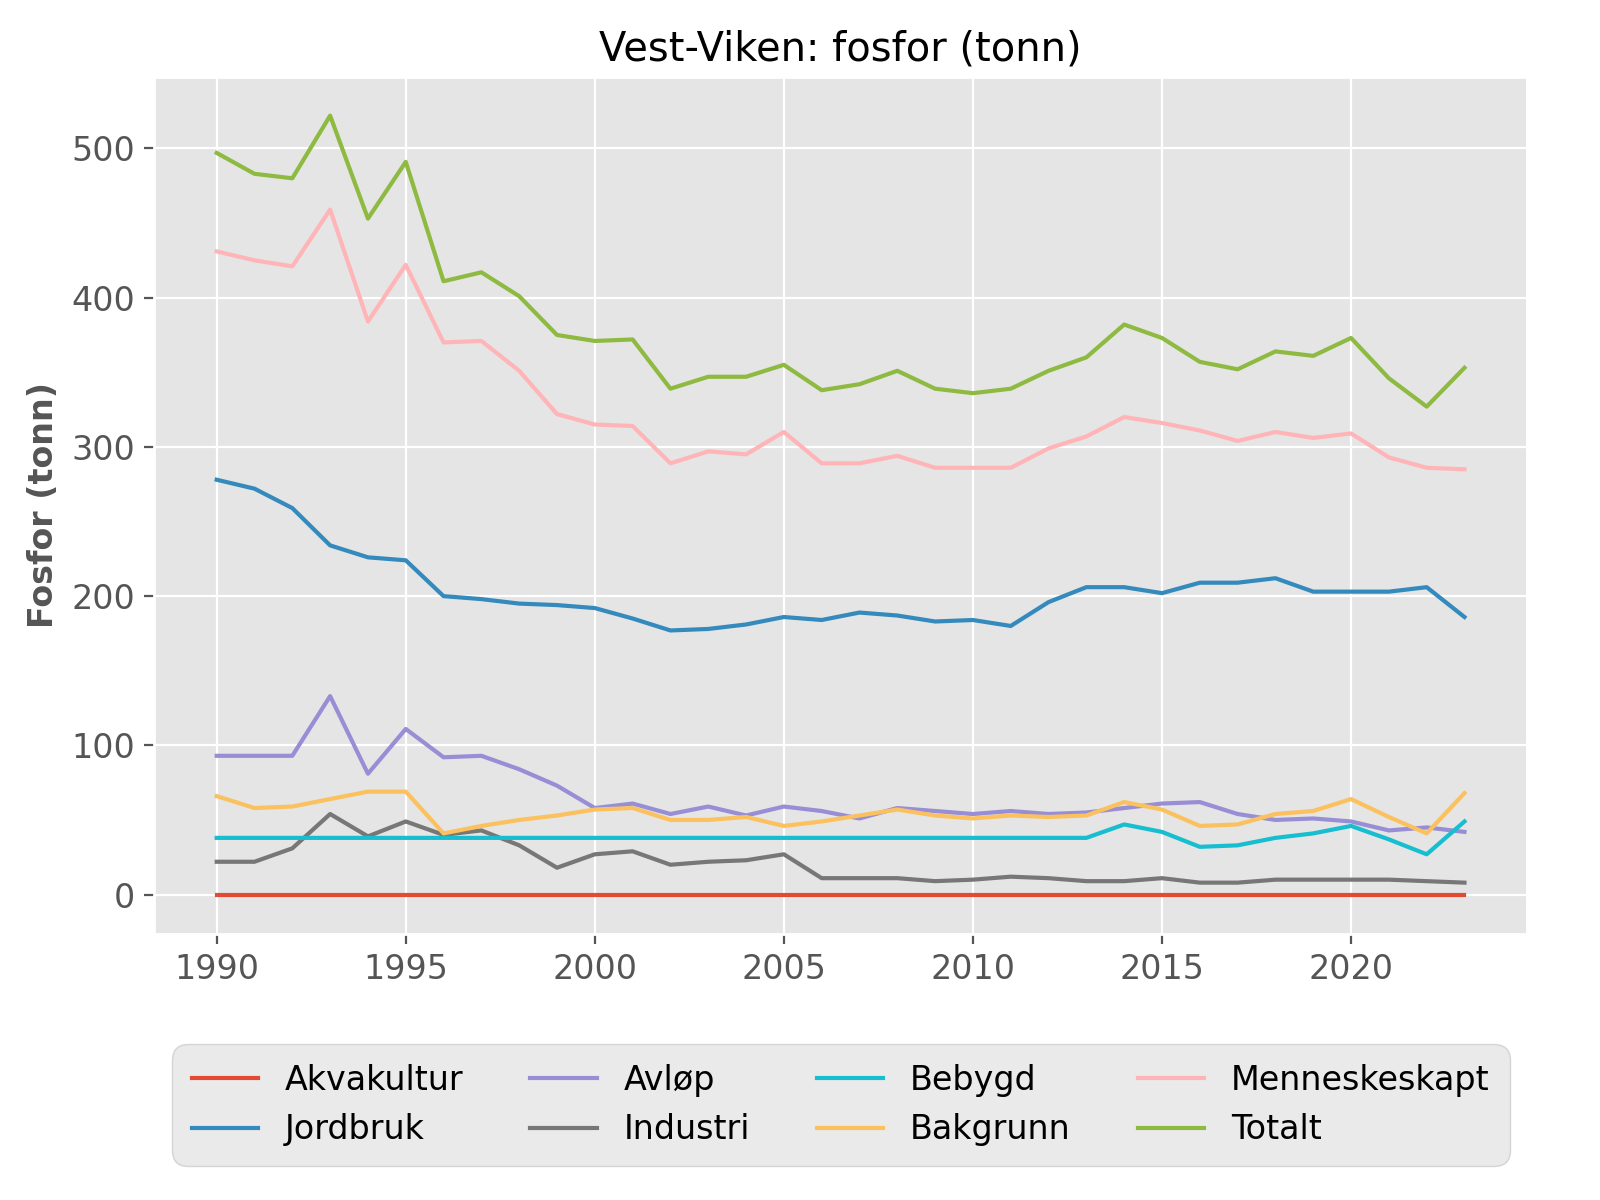 Vest-Viken: fosfor (tonn)
Fosfor (tonn)
500
400
300
200
100
0
1990 1995 2000 2005 2010 2015 2020
Akvakultur Avløp Bebygd Menneskeskapt
Jordbruk Industri Bakgrunn Totalt